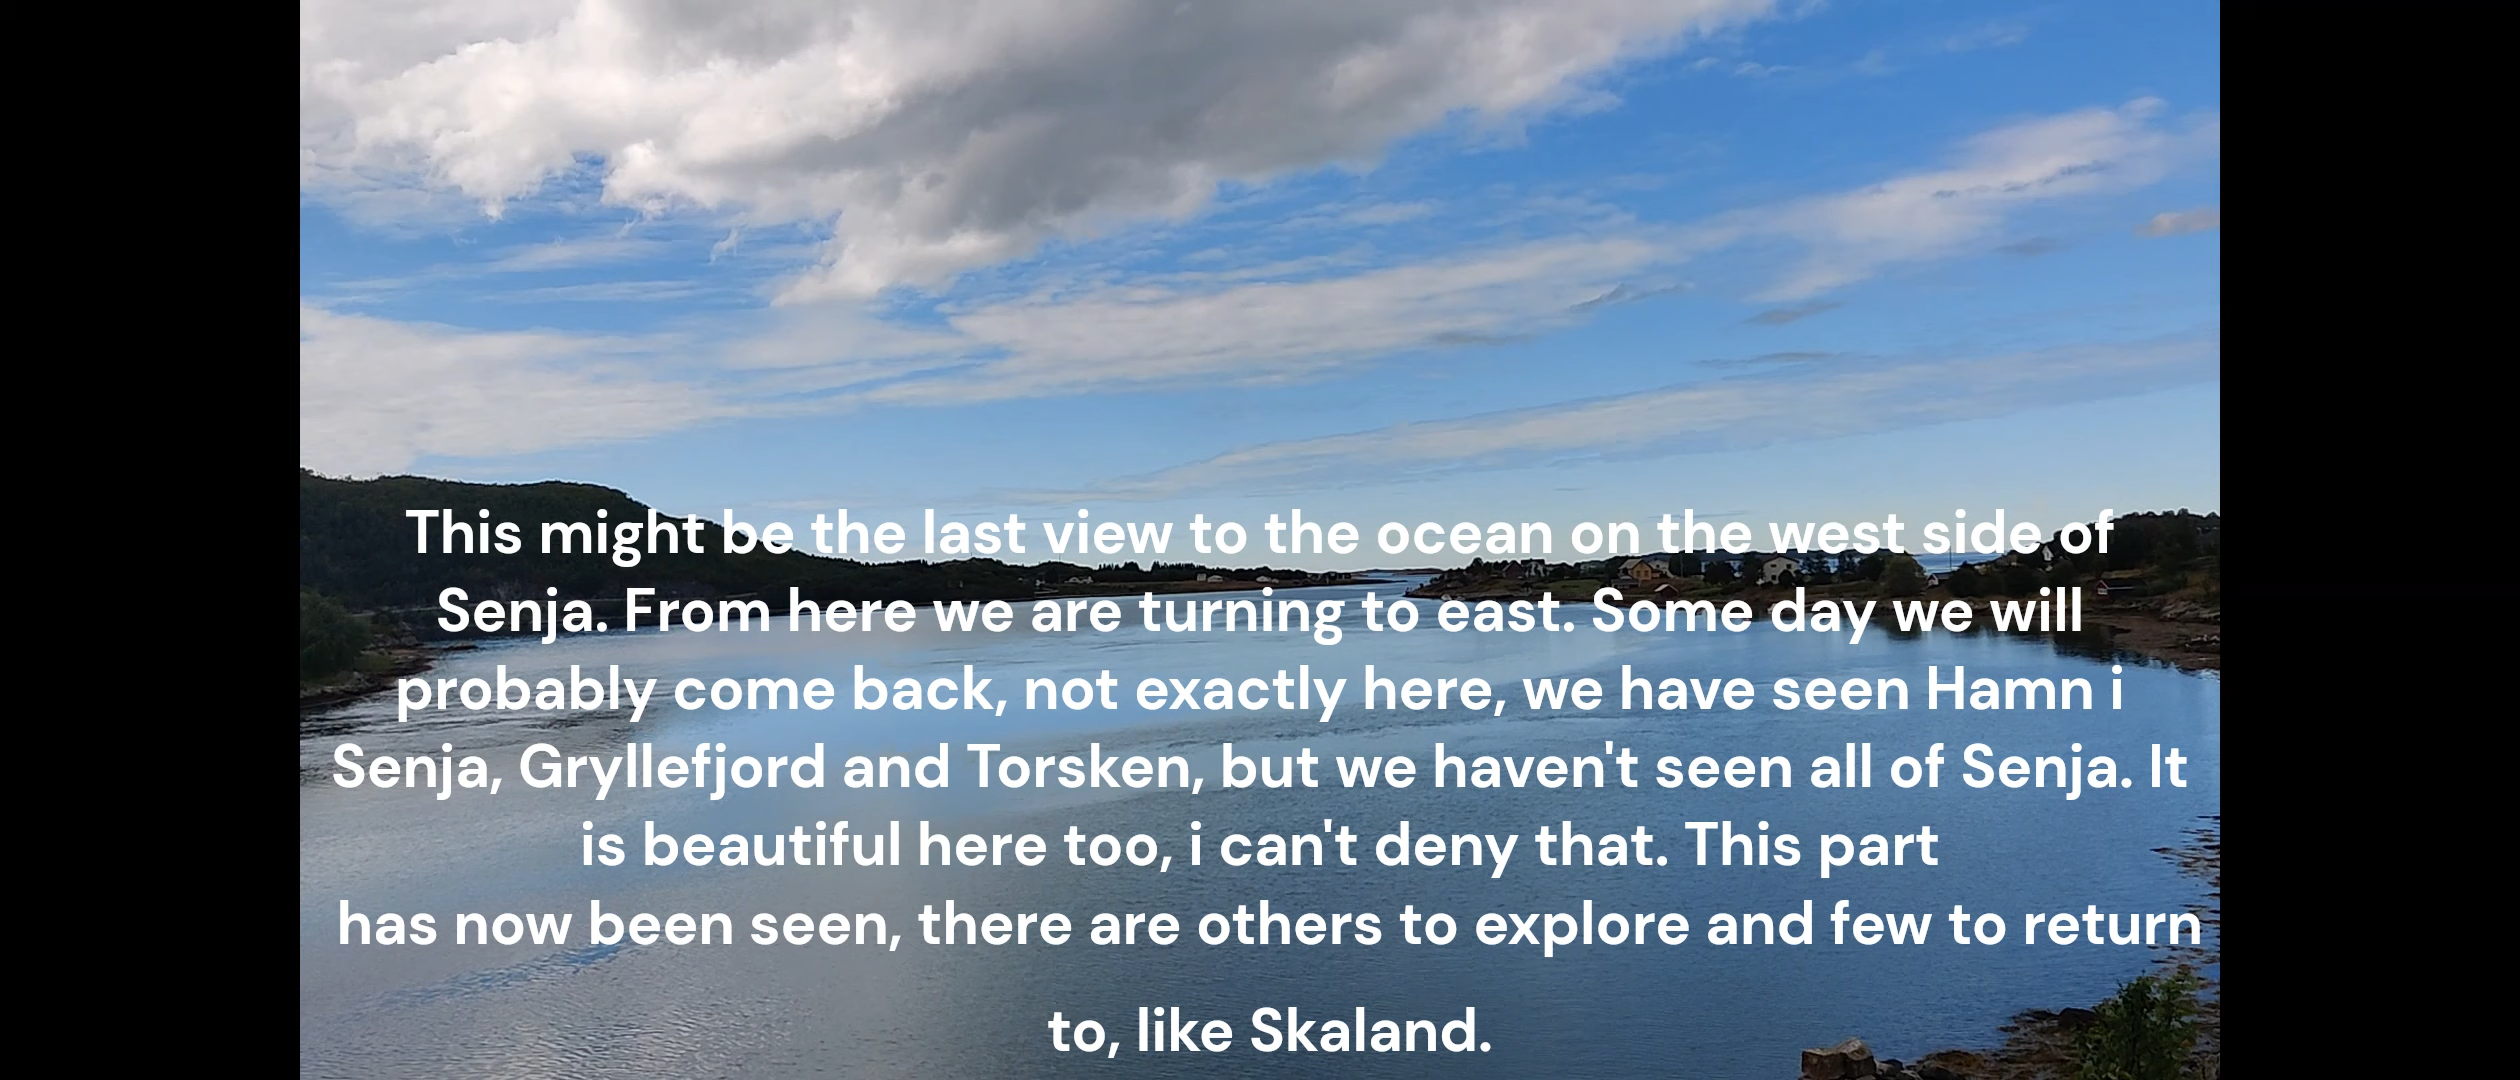 This might be the last view to the ocean on the west side of
Senja. From here we are turning to east. Some day we will
probably come back, not exactly here, we have seen Hamn i
Senja, Gryllefjord and Torsken, but we haven't seen all of Senja. It
is beautiful here too, i can't deny that. This part
has now been seen, there are others to explore and few to return
to, like Skaland.